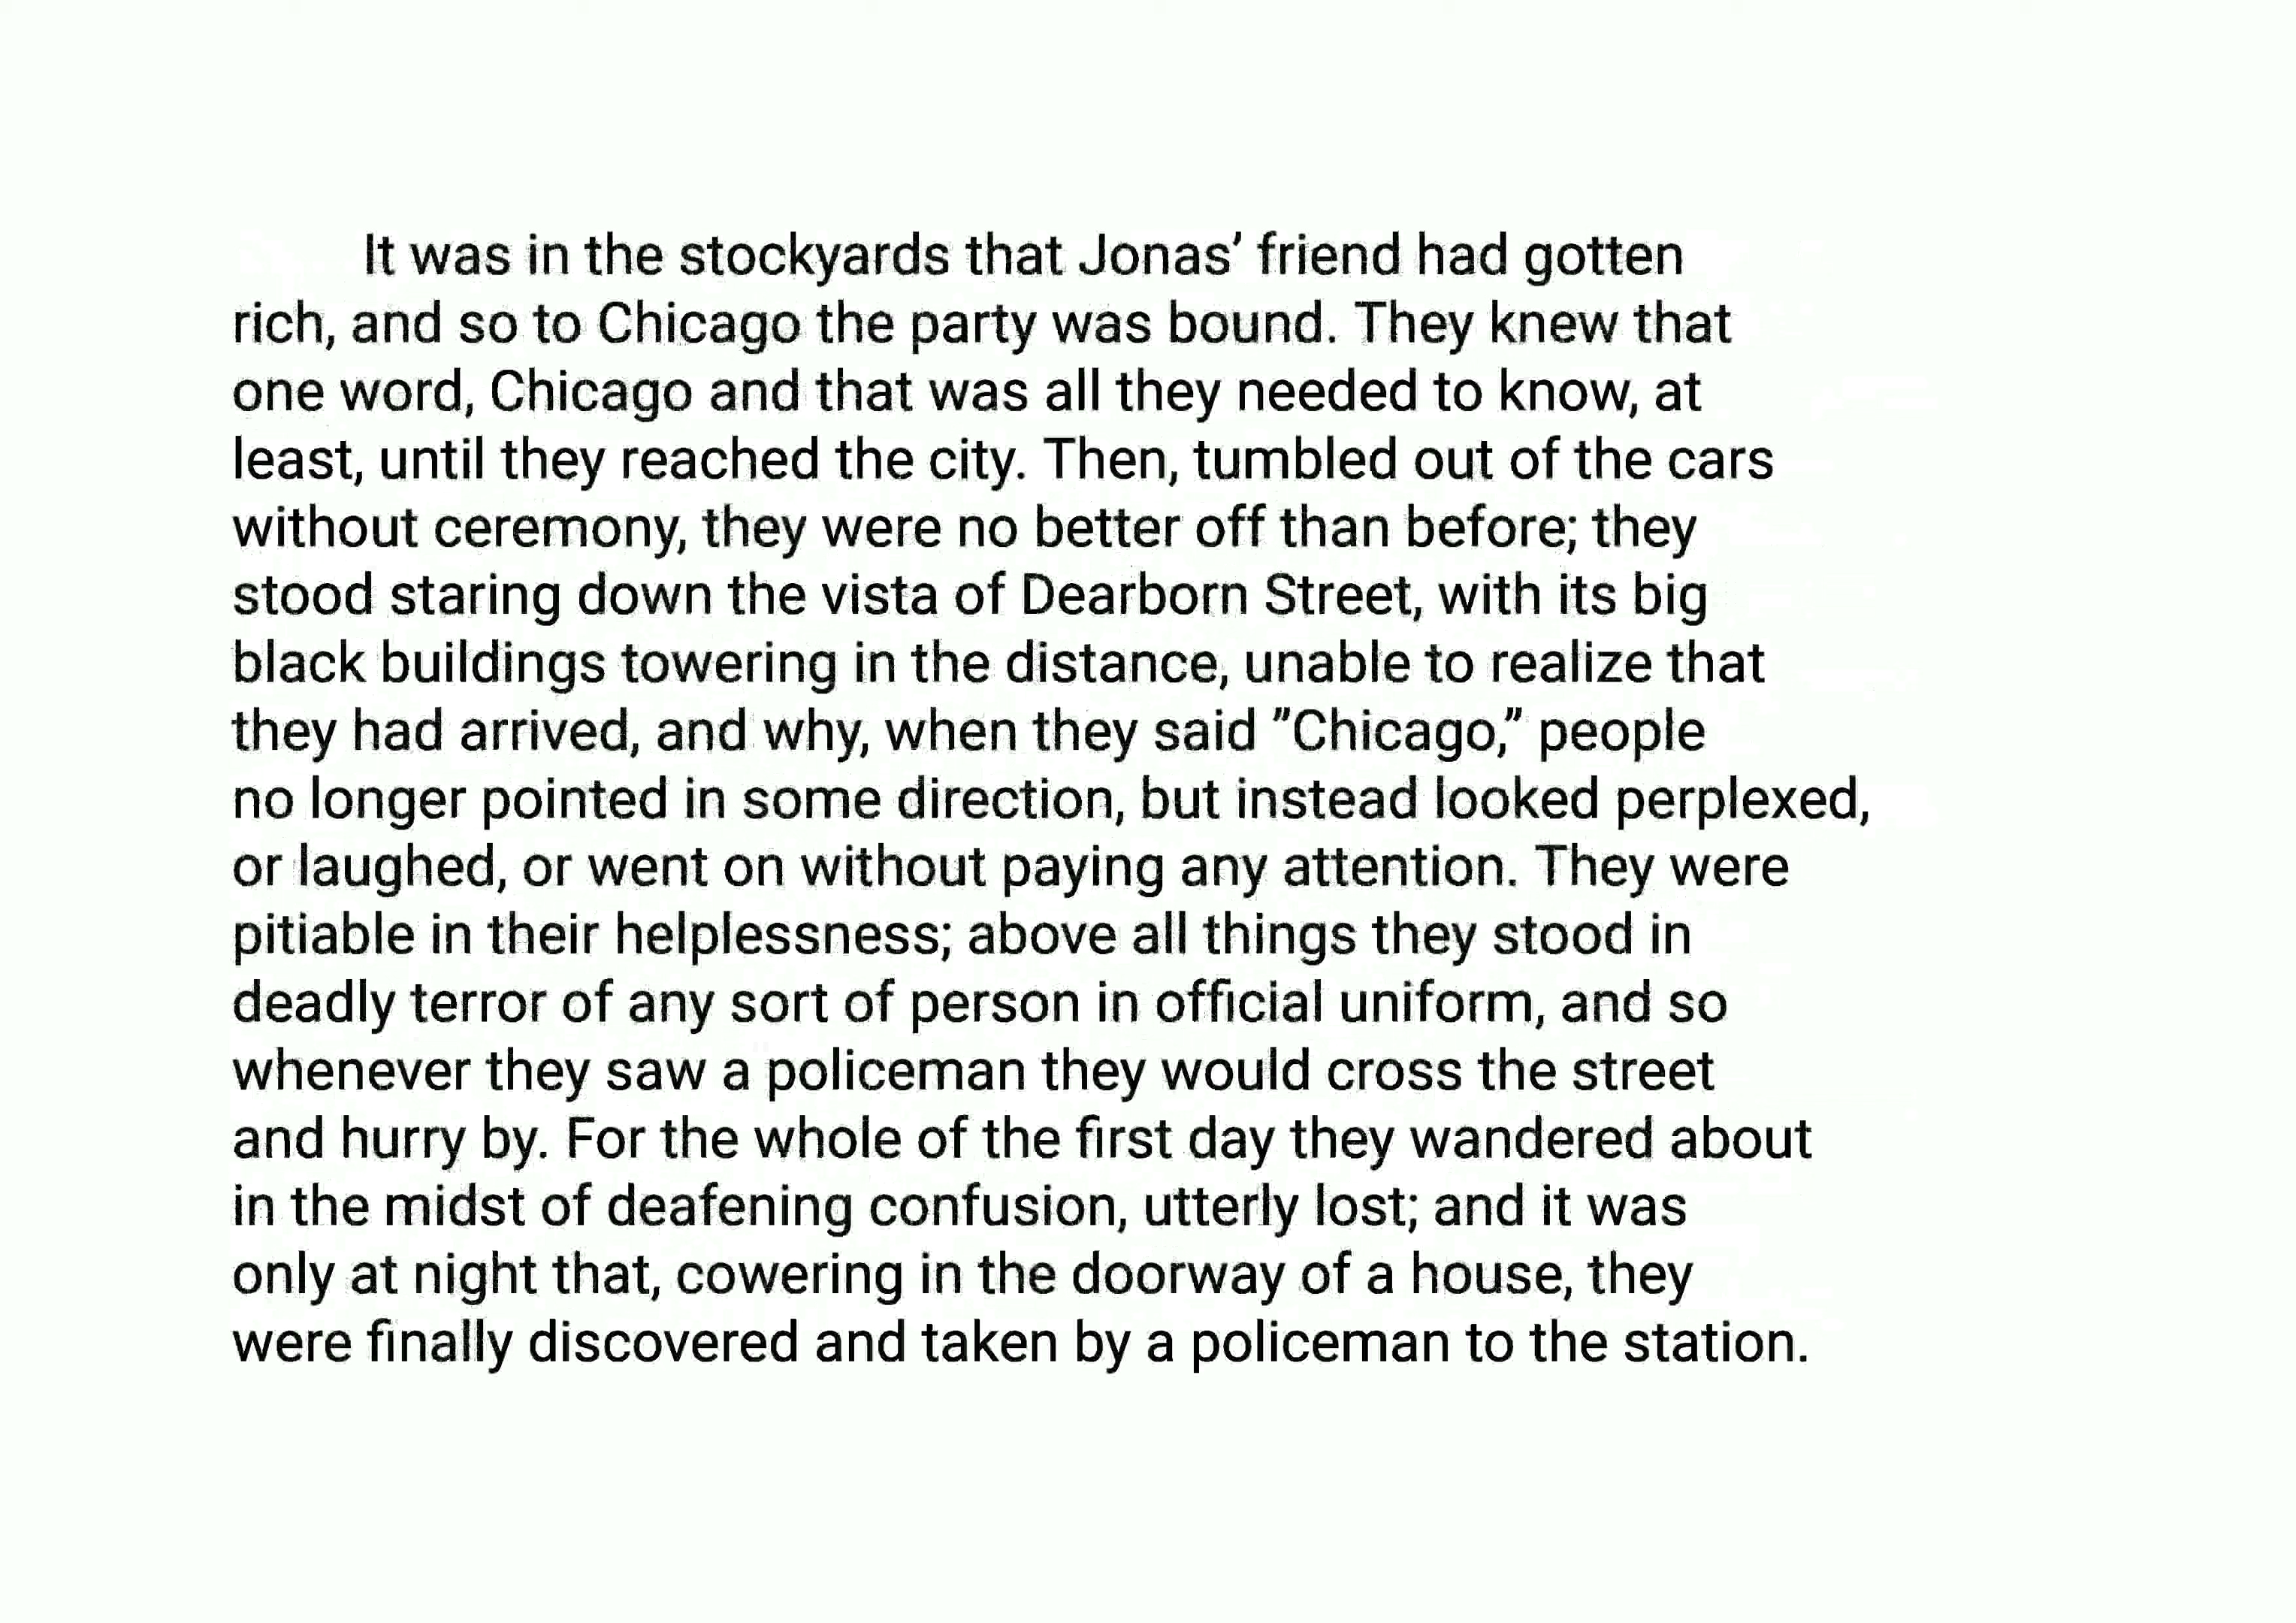 It was in the stockyards that Jonas’ friend had gotten
rich, and so to Chicago the party was bound. They knew that
one word, Chicago and that was all they needed to know, at
least, until they reached the city. Then, tumbled out of the cars
without ceremony, they were no better off than before; they
stood staring down the vista of Dearborn Street, with its big
black buildings towering in the distance, unable to realize that
they had arrived, and why, when they said ”Chicago,” people
no longer pointed in some direction, but instead looked perplexed,
or laughed, or went on without paying any attention. They were
pitiable in their helplessness; above all things they stood in
deadly terror of any sort of person in official uniform, and so
whenever they saw a policeman they would cross the street
and hurry by. For the whole of the first day they wandered about
in the midst of deafening confusion, utterly lost; and it was
only at night that, cowering in the doorway of a house, they
were finally discovered and taken by a policeman to the station.